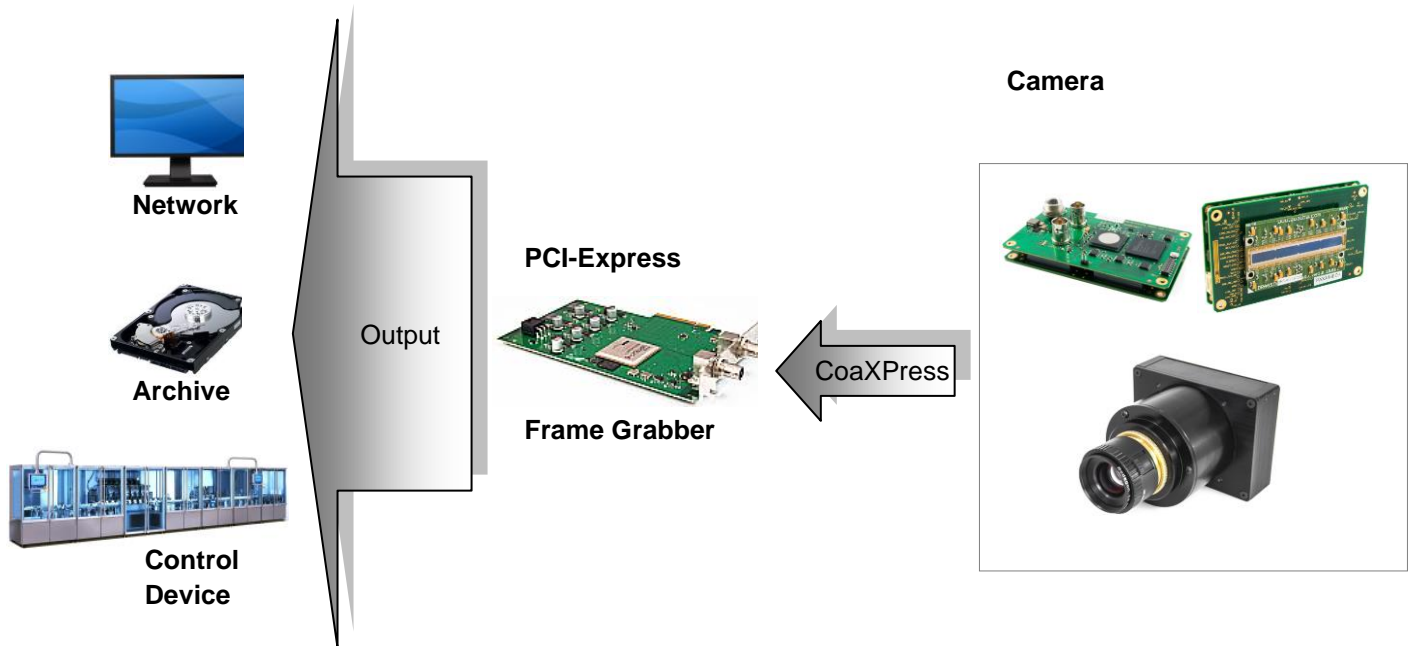 Camera
Network
PCI-Express
Output
CoaXPress
Archive
Frame Grabber
Control
Device